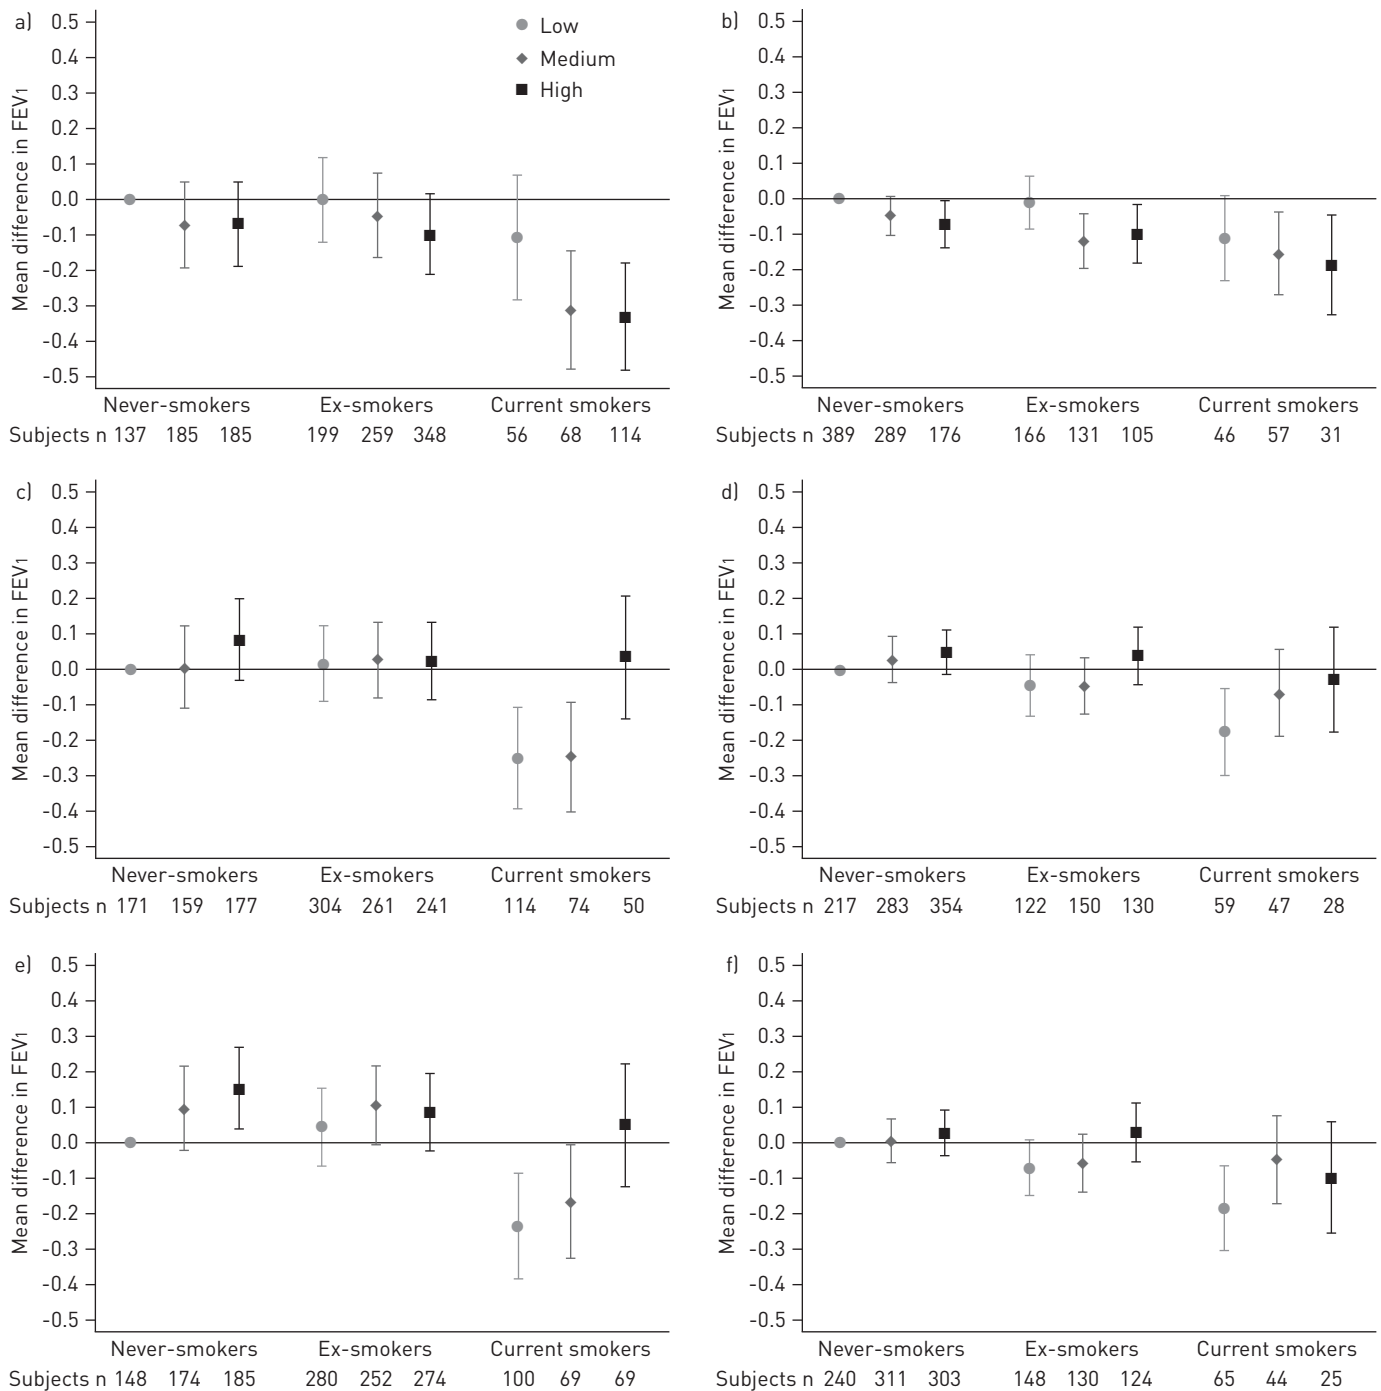 a)
Low
Medium
High
Mean difference in FEV1
0.5
0.4
0.3
0.2
0.1
0.0
-0.1
-0.2
-0.3
-0.4
-0.5
Never-smokers Ex-smokers Current smokers
Subjects n 137 185 185 199 259 348 56 68 114
b)
Mean difference in FEV1
0.5
0.4
0.3
0.2
0.1
0.0
-0.1
-0.2
-0.3
-0.4
-0.5
Never-smokers Ex-smokers Current smokers
Subjects n 389 289 176 166 131 105 46 57 31
c)
Mean difference in FEV1
0.5
0.4
0.3
0.2
0.1
0.0
-0.1
-0.2
-0.3
-0.4
-0.5
Never-smokers Ex-smokers Current smokers
Subjects n 171 159 177 304 261 241 114 74 50
d)
Mean difference in FEV1
0.5
0.4
0.3
0.2
0.1
0.0
-0.1
-0.2
-0.3
-0.4
-0.5
Never-smokers Ex-smokers Current smokers
Subjects n 217 283 354 122 150 130 59 47 28
e)
Mean difference in FEV1
0.5
0.4
0.3
0.2
0.1
0.0
-0.1
-0.2
-0.3
-0.4
-0.5
Never-smokers Ex-smokers Current smokers
Subjects n 148 174 185 280 252 274 100 69 69
f)
Mean difference in FEV1
0.5
0.4
0.3
0.2
0.1
0.0
-0.1
-0.2
-0.3
-0.4
-0.5
Never-smokers Ex-smokers Current smokers
Subjects n 240 311 303 148 130 124 65 44 25